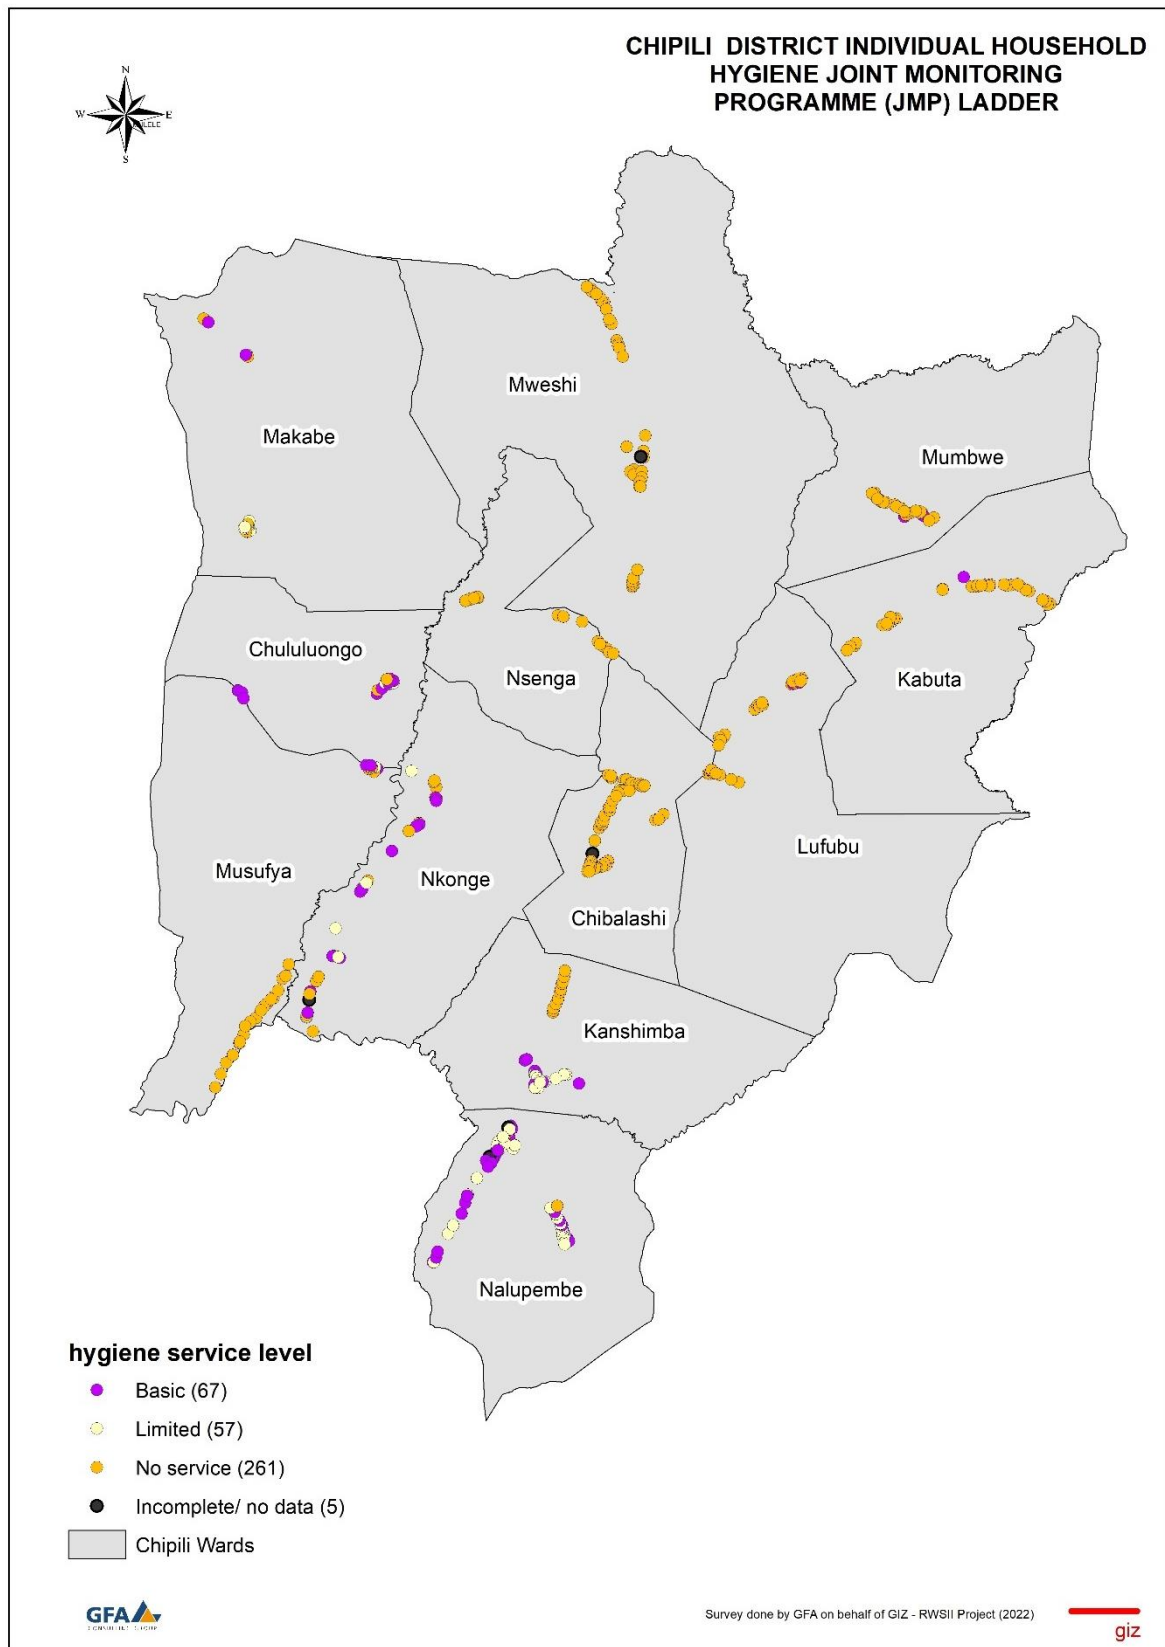 CHIPILI DISTRICT INDIVIDUAL HOUSEHOLD
HYGIENE JOINT MONITORING
PROGRAMME (JMP) LADDER
N
W
E
S
Mweshi
Makabe
Mumbwe
Chululuongo
Nsenga
Kabuta
Lufubu
Musufya
Nkonge
Chibalashi
Kanshimba
Nalupembe
hygiene service level
Basic (67)
Limited (57)
No service (261)
Incomplete/ no data (5)
Chipili Wards
GFA
Survey done by GFA on behalf of GIZ - RWSII Project (2022)
giz